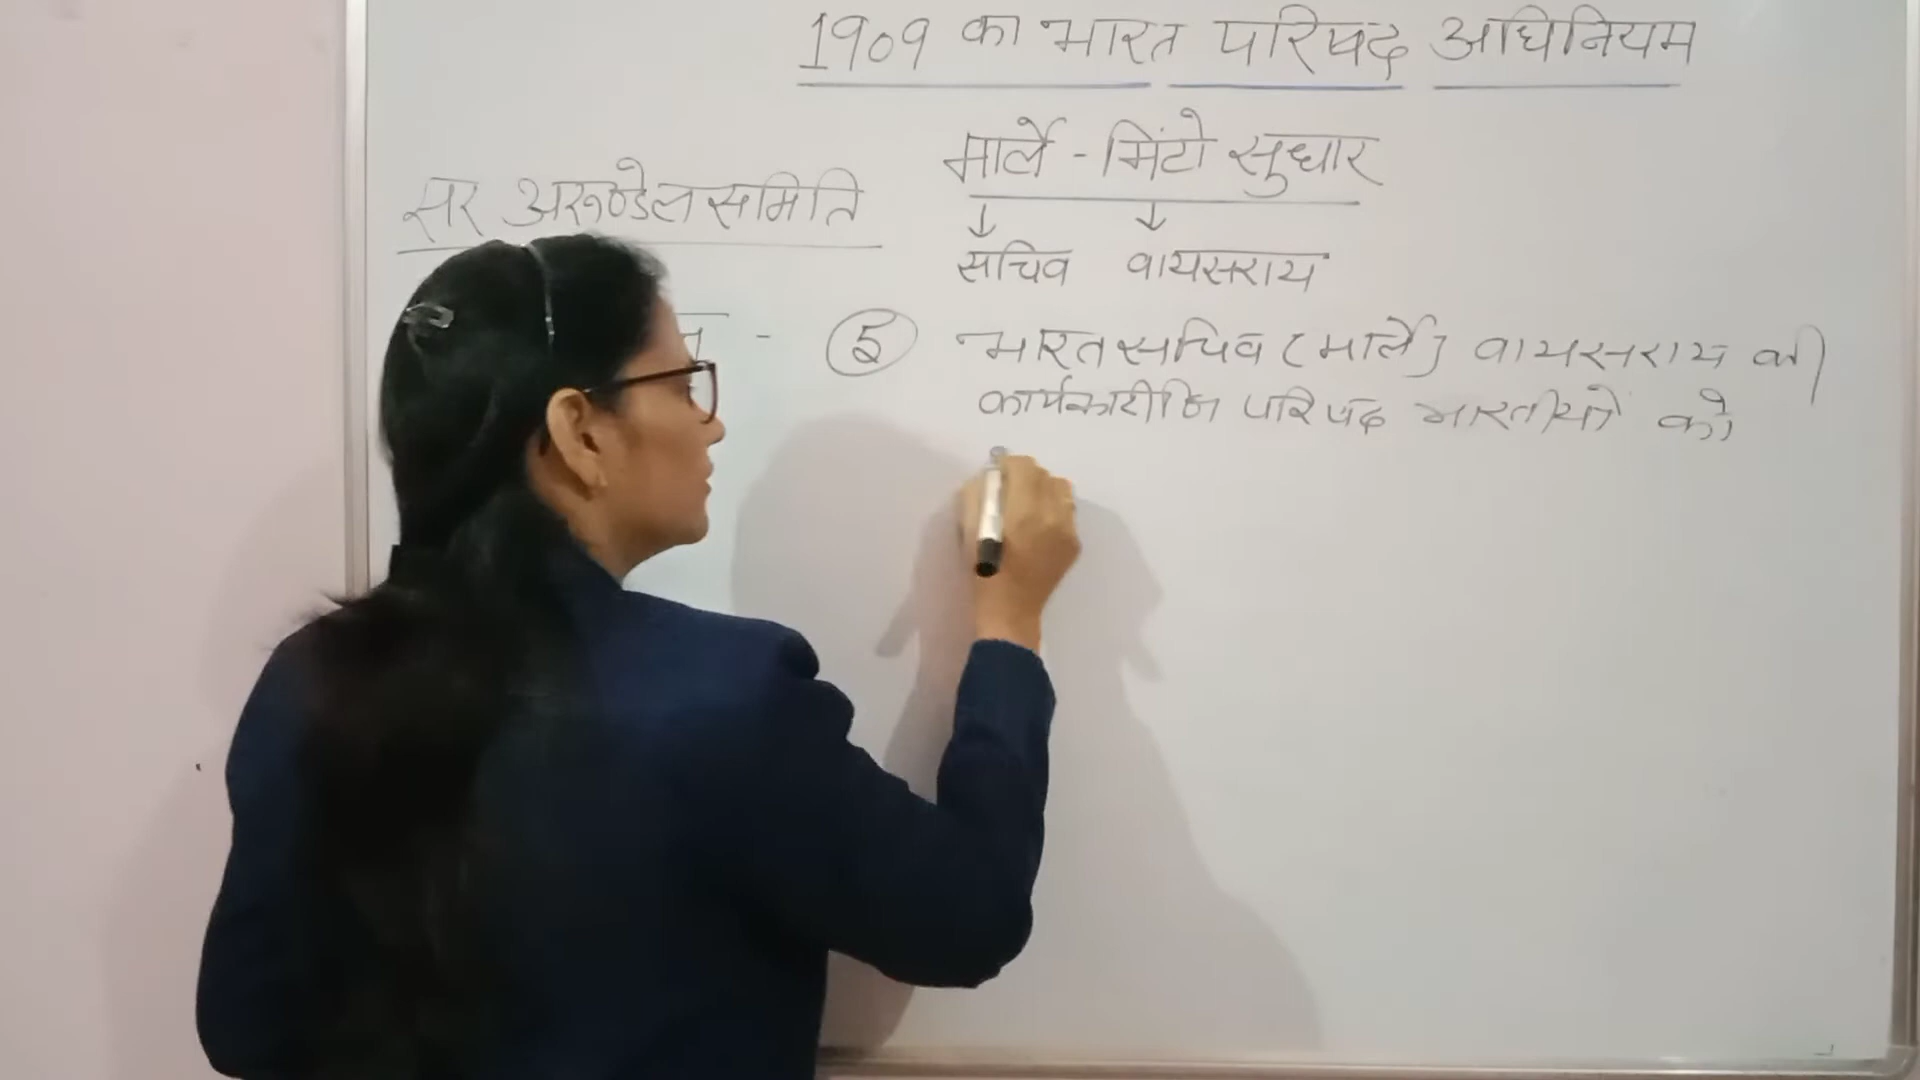 1909 का भारत परिषद अधिनियम
मार्ले - मिंटो सुधार
सर अरुण्डेल समिति
↓ ↓
सचिव वायसराय
- ⑤ भारत सचिव (मार्ले) वायसराय की
कार्यकारीणि परिषद भारतीयो को